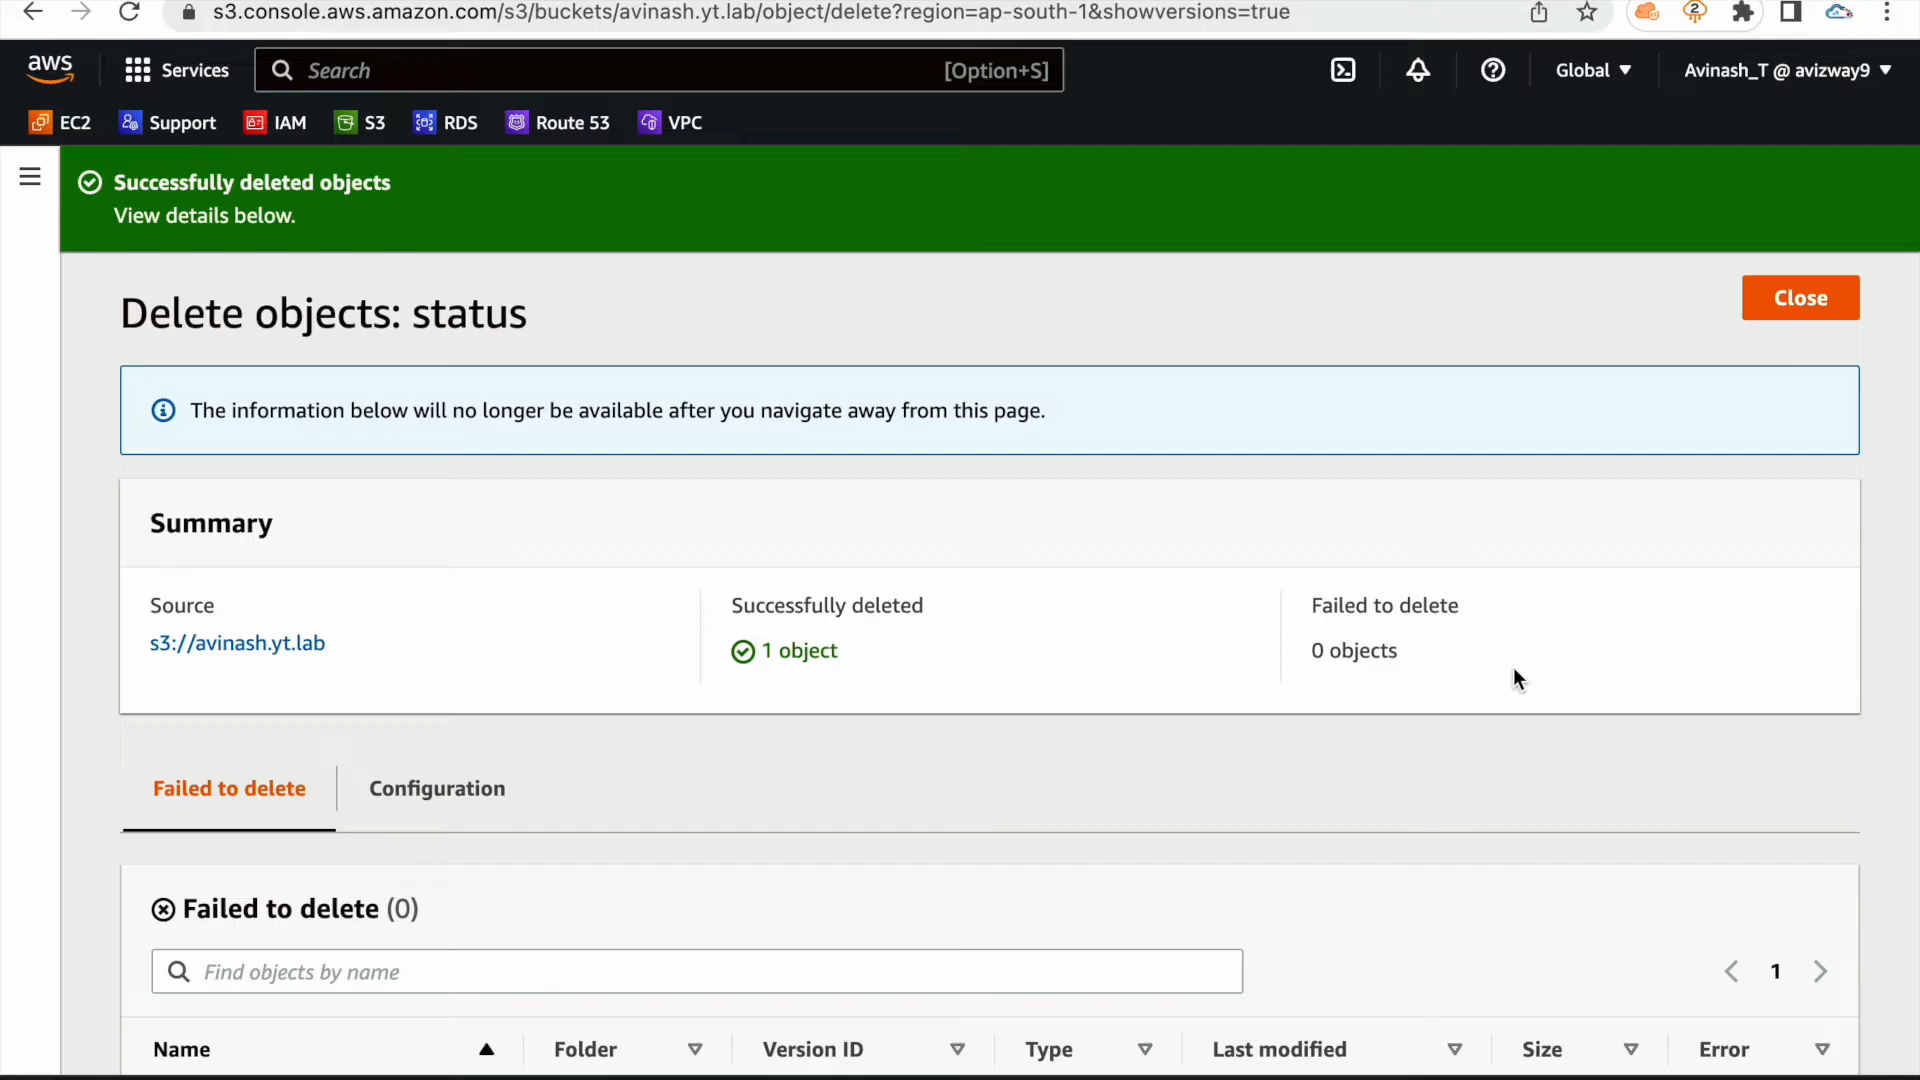 s3.console.aws.amazon.com/s3/buckets/avinash.yt.lab/object/delete?region=ap-south-1&showversions=true
2
aws
Services
Search
[Option+S]
Global
Avinash_T @ avizway9
EC2
Support
IAM
S3
RDS
Route 53
VPC
Successfully deleted objects
View details below.
Delete objects: status
Close
The information below will no longer be available after you navigate away from this page.
Summary
Source
s3://avinash.yt.lab
Successfully deleted
1 object
Failed to delete
0 objects
Failed to delete
Configuration
Failed to delete (0)
Find objects by name
1
Name
Folder
Version ID
Type
Last modified
Size
Error